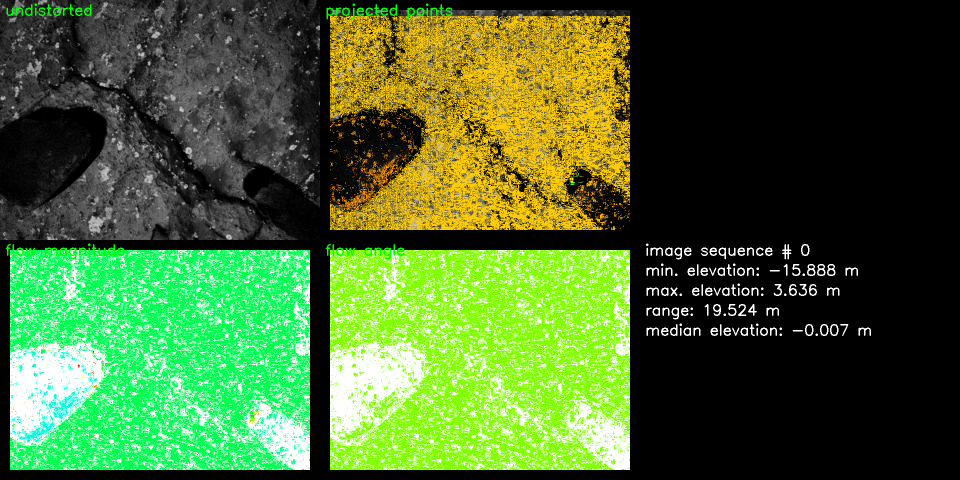 undistorted
projected points
flow magnitude
flow angle
image sequence # 0
min. elevation: -15.888 m
max. elevation: 3.636 m
range: 19.524 m
median elevation: -0.007 m